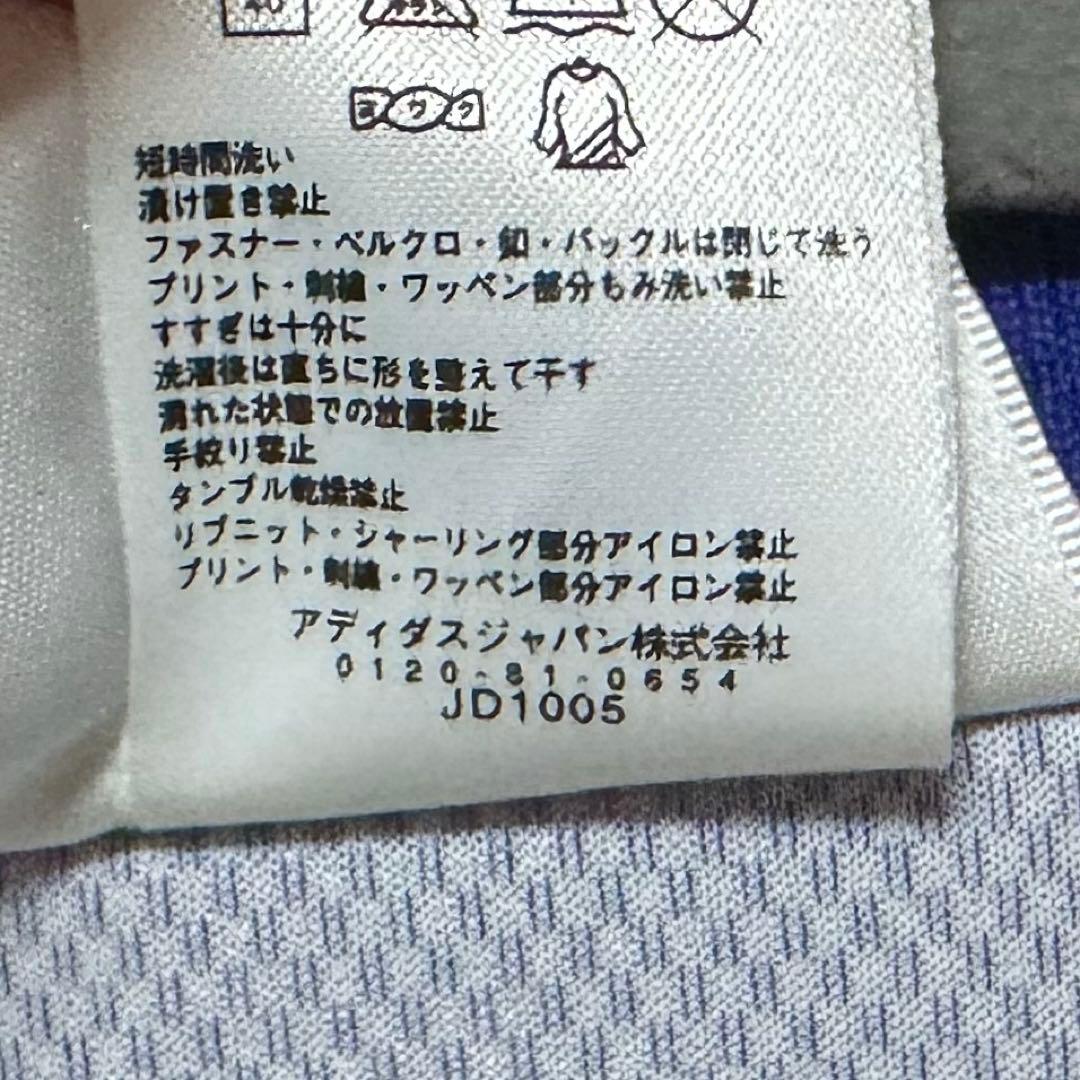 40
ヨワク
短時間洗い
漬け置き禁止
ファスナー・ベルクロ・釦・バックルは閉じて洗う
プリント・刺繍・ワッペン部分もみ洗い禁止
すすぎは十分に
洗濯後は直ちに形を整えて干す
濡れた状態での放置禁止
手絞り禁止
タンブル乾燥禁止
リブニット・シャーリング部分アイロン禁止
プリント・刺繍・ワッペン部分アイロン禁止
アディダスジャパン株式会社
0120-81-0654
JD1005